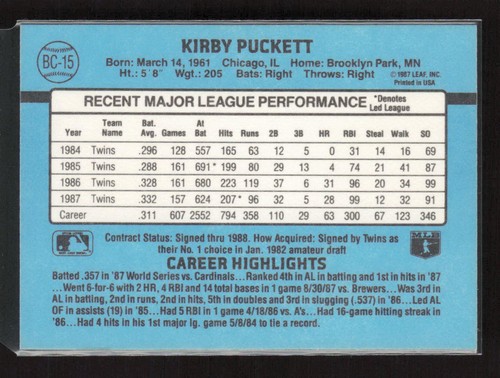 KIRBY PUCKETT
BC-15
Born: March 14, 1961 Chicago, IL Home: Brooklyn Park, MN
Ht.: 5'8" Wgt.: 205 Bats: Right Throws: Right
© 1987 LEAF, INC.
Printed in USA
RECENT MAJOR LEAGUE PERFORMANCE *Denotes Led League
Year Team Name Bat. Avg. Games At Bat Hits Runs 2B 3B HR RBI Steal Walk SO
1984 Twins .296 128 557 165 63 12 5 0 31 14 16 69
1985 Twins .288 161 691* 199 80 29 13 4 74 21 41 87
1986 Twins .328 161 680 223 119 37 6 31 96 20 34 99
1987 Twins .332 157 624 207* 96 32 5 28 99 12 32 91
Career .311 607 2552 794 358 110 29 63 300 67 123 346
Contract Status: Signed thru 1988. How Acquired: Signed by Twins as
their No. 1 choice in Jan. 1982 amateur draft
MLB
CAREER HIGHLIGHTS
Batted .357 in '87 World Series vs. Cardinals... Ranked 4th in AL in batting and 1st in hits in '87
...Went 6-for-6 with 2 HR, 4 RBI and 14 total bases in 1 game, 8/30/87 vs. Brewers... Was 3rd in
AL in batting, 2nd in runs, 2nd in hits, 5th in doubles and 3rd in slugging (.537) in '86... Led AL
OF in assists (19) in '85... Had 5 RBI in 1 game 4/18/86 vs. A's... Had 16-game hitting streak in
'86... Had 4 hits in his 1st major lg. game 5/8/84 to tie a record.